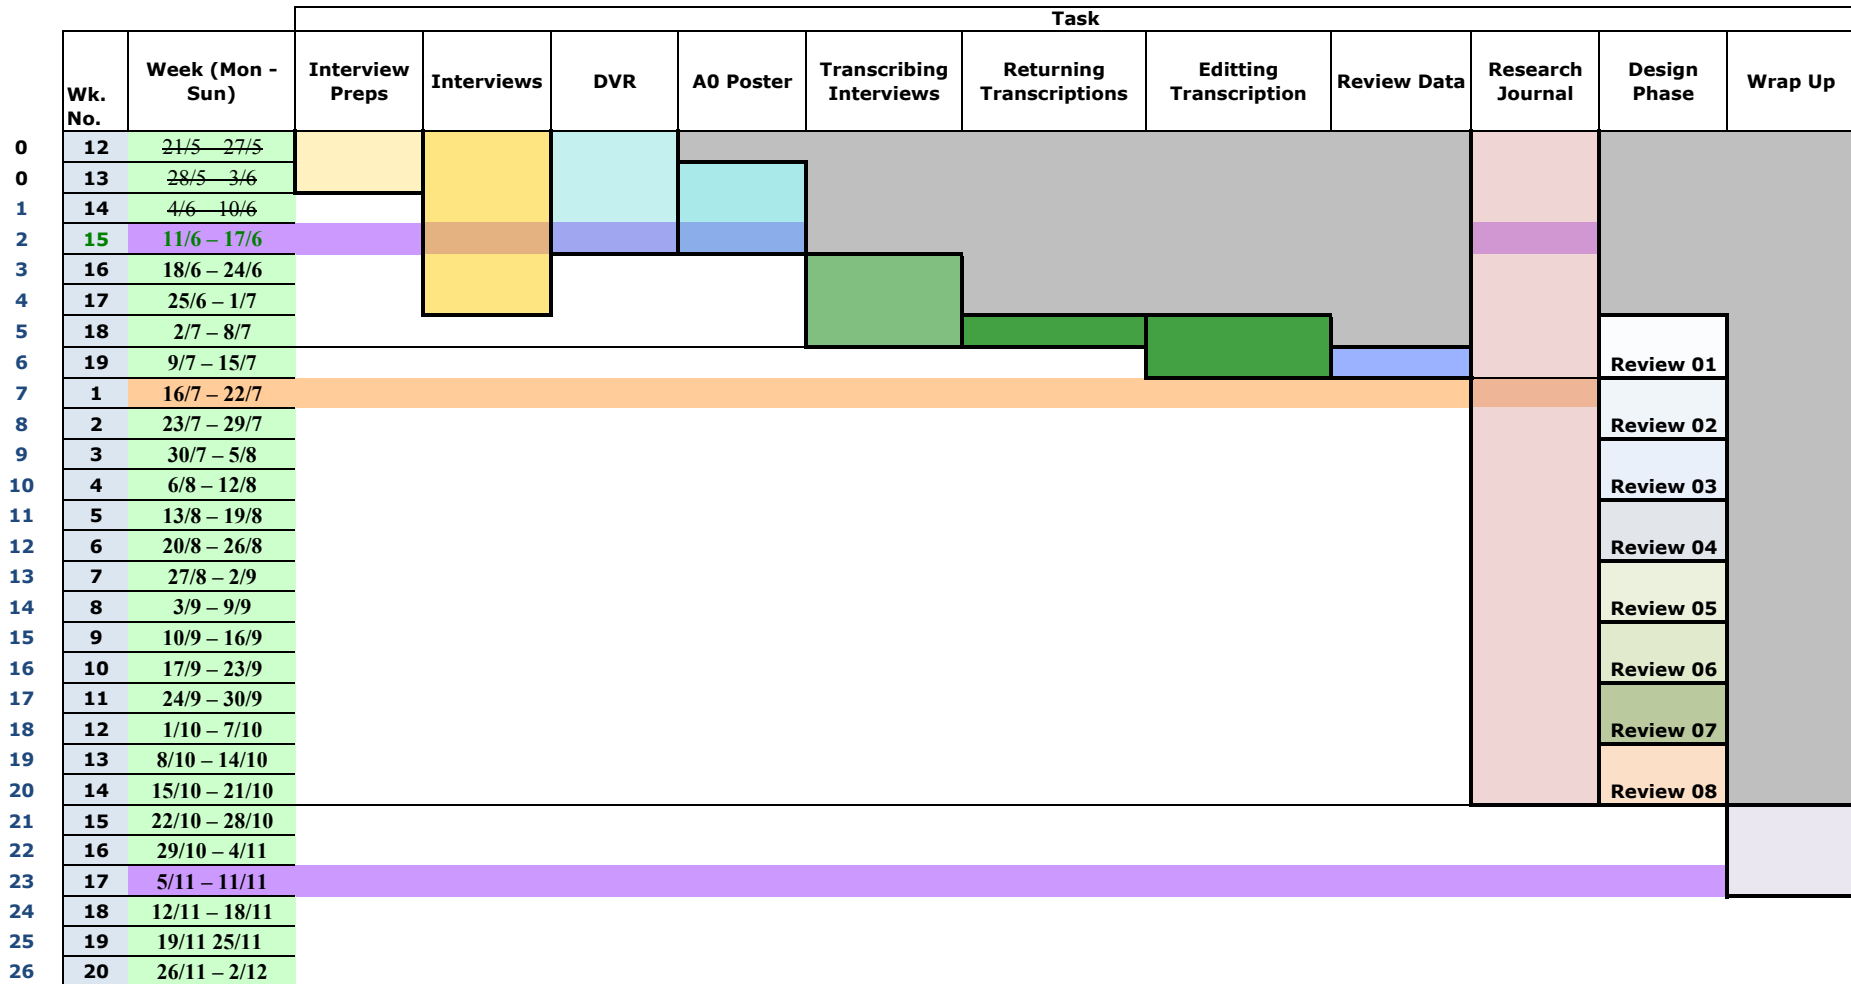 Task
Wk. No. Week (Mon - Sun) Interview Preps Interviews DVR A0 Poster Transcribing Interviews Returning Transcriptions Editting Transcription Review Data Research Journal Design Phase Wrap Up
0 12 21/5 – 27/5
0 13 28/5 – 3/6
1 14 4/6 – 10/6
2 15 11/6 – 17/6
3 16 18/6 – 24/6
4 17 25/6 – 1/7
5 18 2/7 – 8/7
6 19 9/7 – 15/7 Review 01
7 1 16/7 – 22/7
8 2 23/7 – 29/7 Review 02
9 3 30/7 – 5/8
10 4 6/8 – 12/8 Review 03
11 5 13/8 – 19/8
12 6 20/8 – 26/8 Review 04
13 7 27/8 – 2/9
14 8 3/9 – 9/9 Review 05
15 9 10/9 – 16/9
16 10 17/9 – 23/9 Review 06
17 11 24/9 – 30/9
18 12 1/10 – 7/10 Review 07
19 13 8/10 – 14/10
20 14 15/10 – 21/10 Review 08
21 15 22/10 – 28/10
22 16 29/10 – 4/11
23 17 5/11 – 11/11
24 18 12/11 – 18/11
25 19 19/11 25/11
26 20 26/11 – 2/12